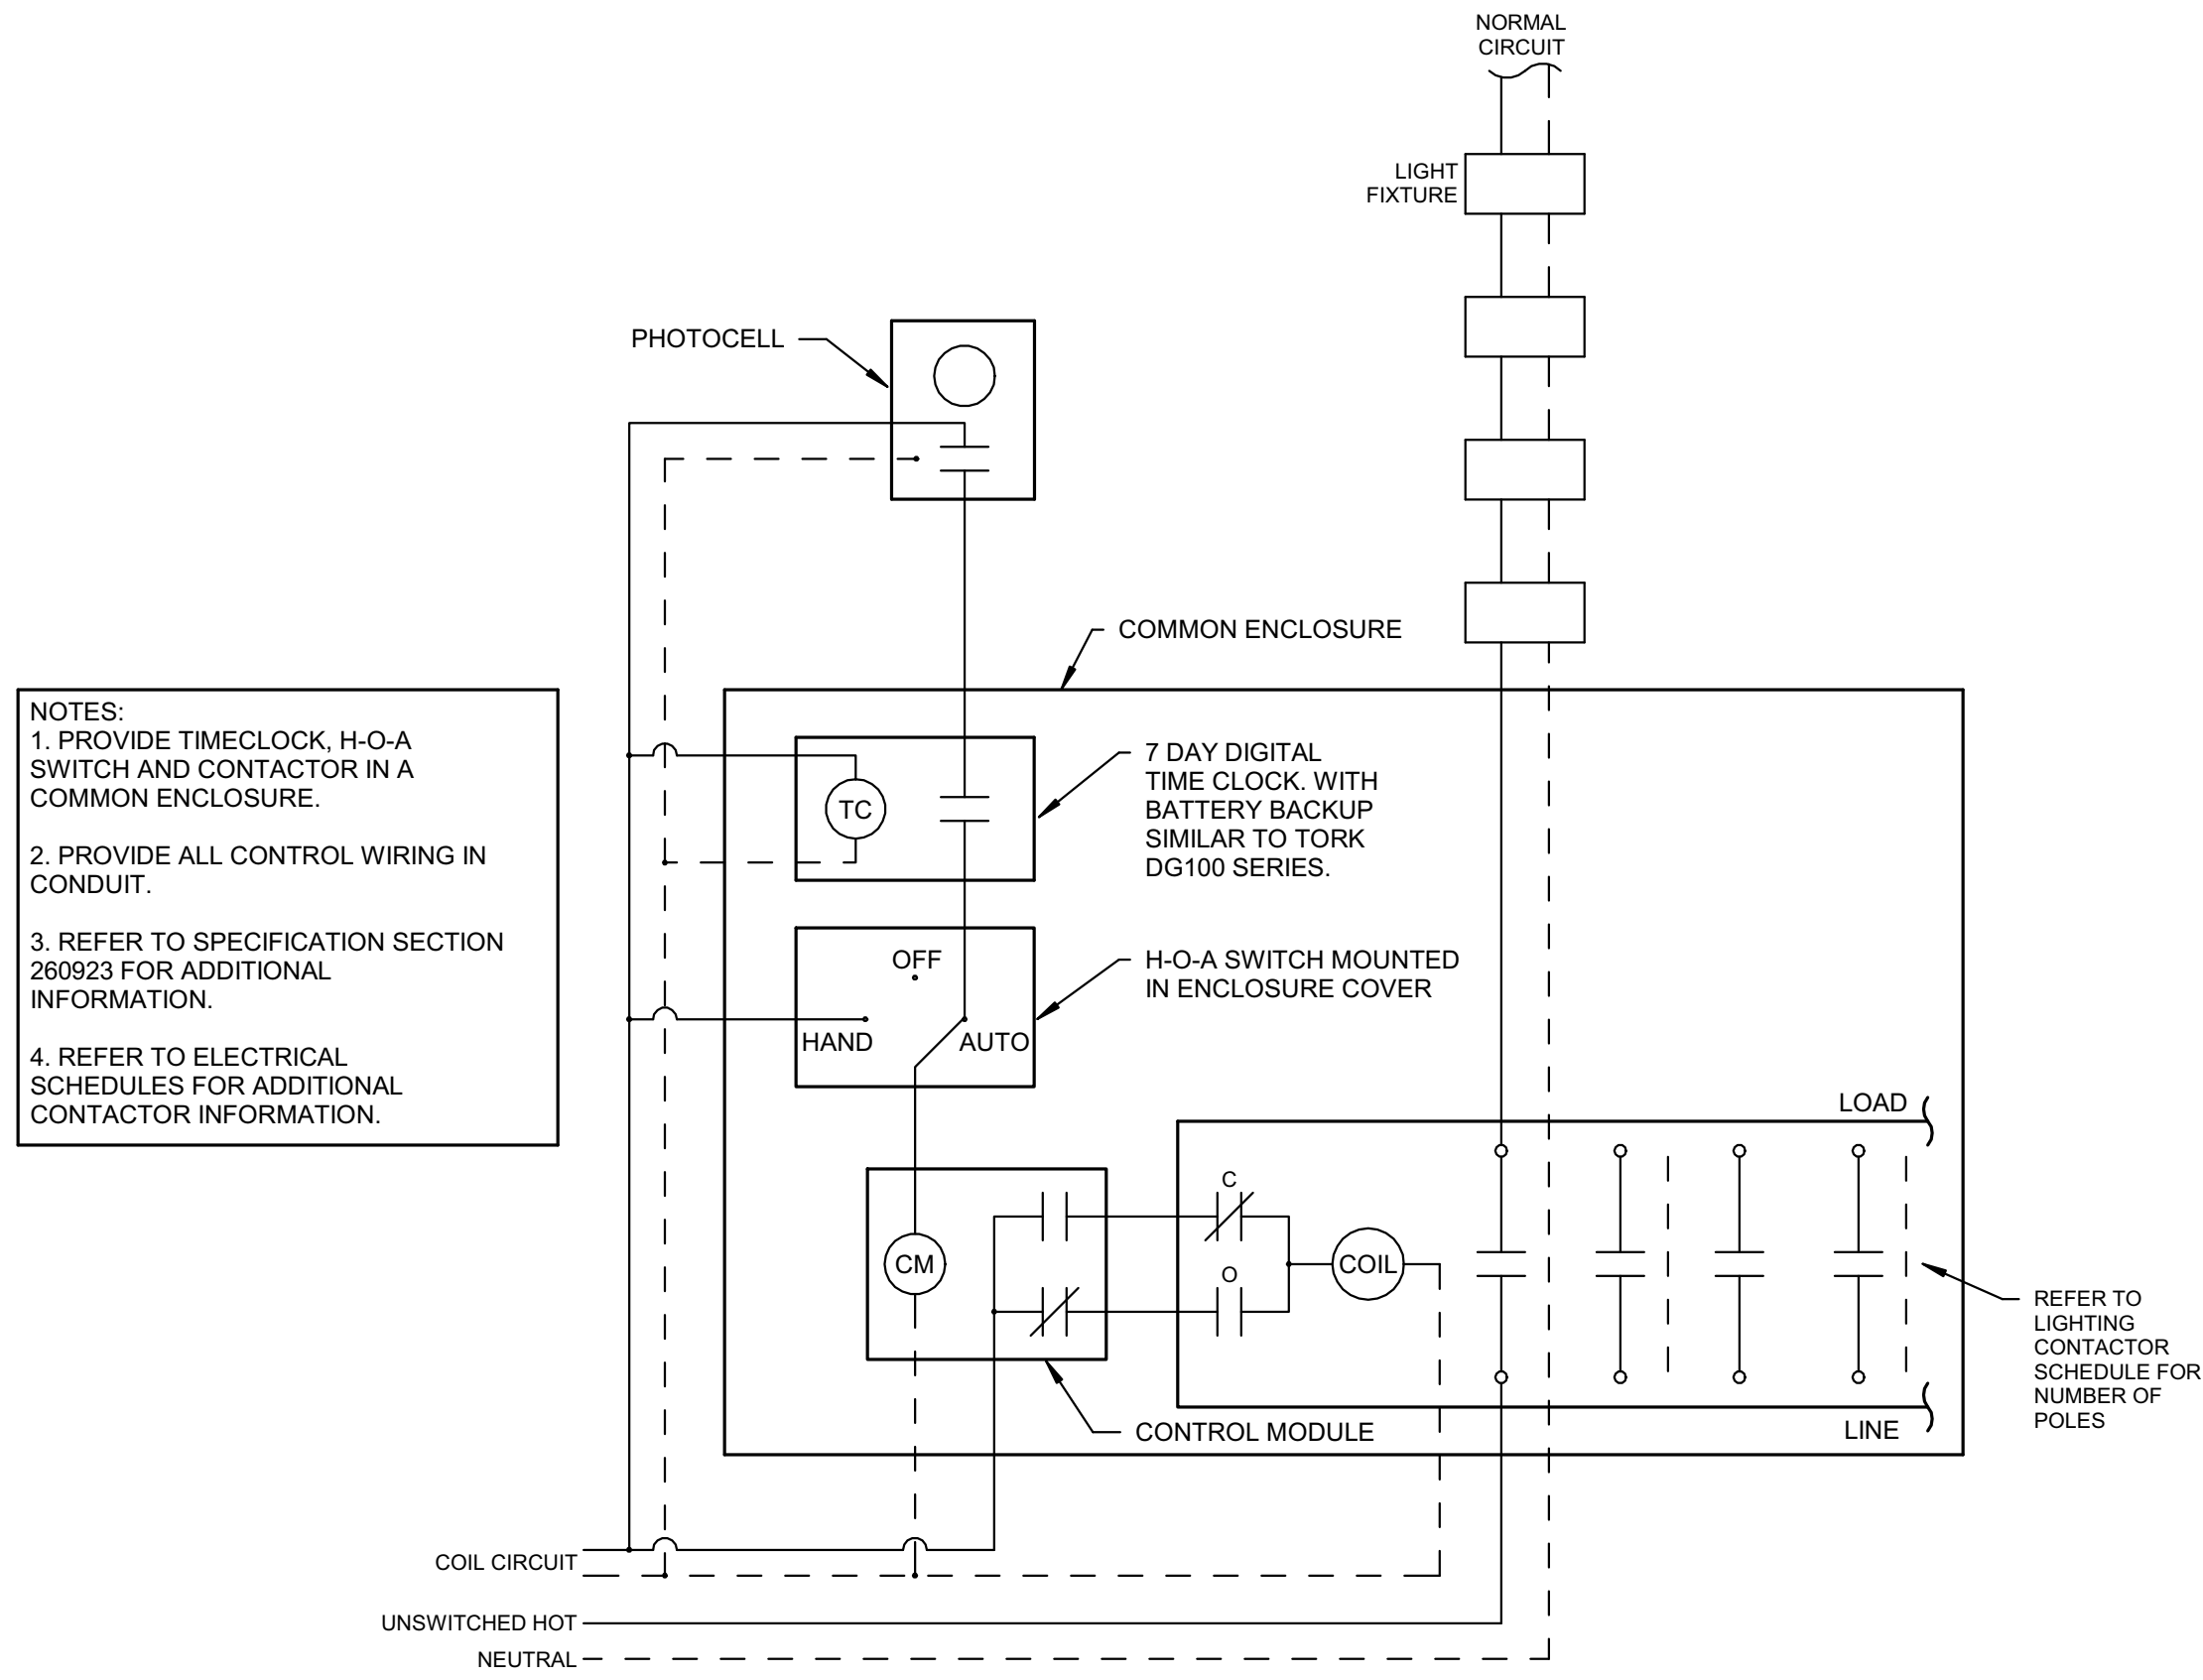 NORMAL
CIRCUIT
LIGHT
FIXTURE
PHOTOCELL
COMMON ENCLOSURE
NOTES:
1. PROVIDE TIMECLOCK, H-O-A
SWITCH AND CONTACTOR IN A
COMMON ENCLOSURE.
2. PROVIDE ALL CONTROL WIRING IN
CONDUIT.
3. REFER TO SPECIFICATION SECTION
260923 FOR ADDITIONAL
INFORMATION.
4. REFER TO ELECTRICAL
SCHEDULES FOR ADDITIONAL
CONTACTOR INFORMATION.
TC
7 DAY DIGITAL
TIME CLOCK. WITH
BATTERY BACKUP
SIMILAR TO TORK
DG100 SERIES.
OFF
HAND
AUTO
H-O-A SWITCH MOUNTED
IN ENCLOSURE COVER
LOAD
C
CM
O
COIL
REFER TO
LIGHTING
CONTACTOR
SCHEDULE FOR
NUMBER OF
POLES
CONTROL MODULE
LINE
COIL CIRCUIT
UNSWITCHED HOT
NEUTRAL